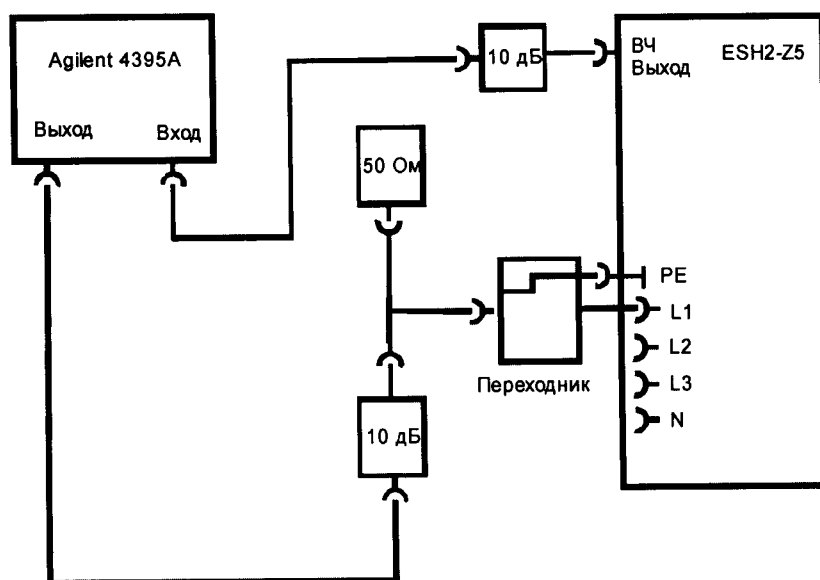 Agilent 4395A
Выход
Вход
10 дБ
ВЧ
Выход
ESH2-Z5
50 Ом
PE
L1
L2
L3
N
Переходник
10 дБ